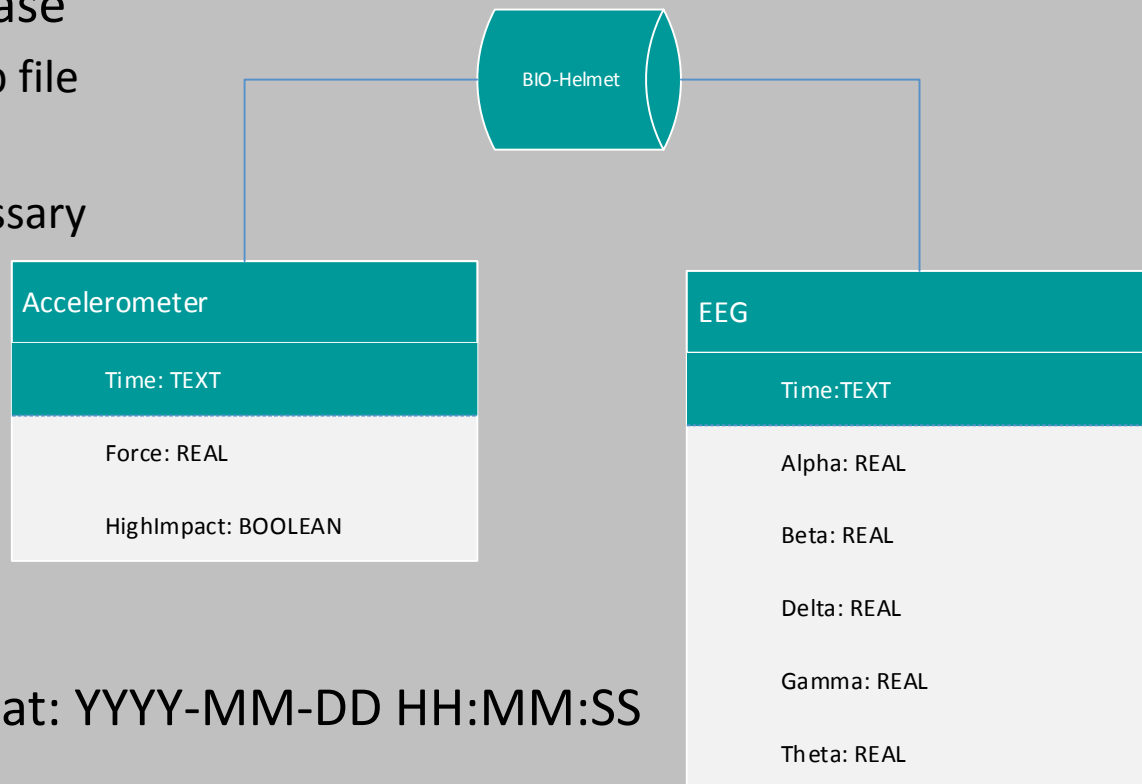 ase
file
ssary
BIO-Helmet
Accelerometer
Time: TEXT
Force: REAL
HighImpact: BOOLEAN
EEG
Time:TEXT
Alpha: REAL
Beta: REAL
Delta: REAL
Gamma: REAL
Theta: REAL
at: YYYY-MM-DD HH:MM:SS